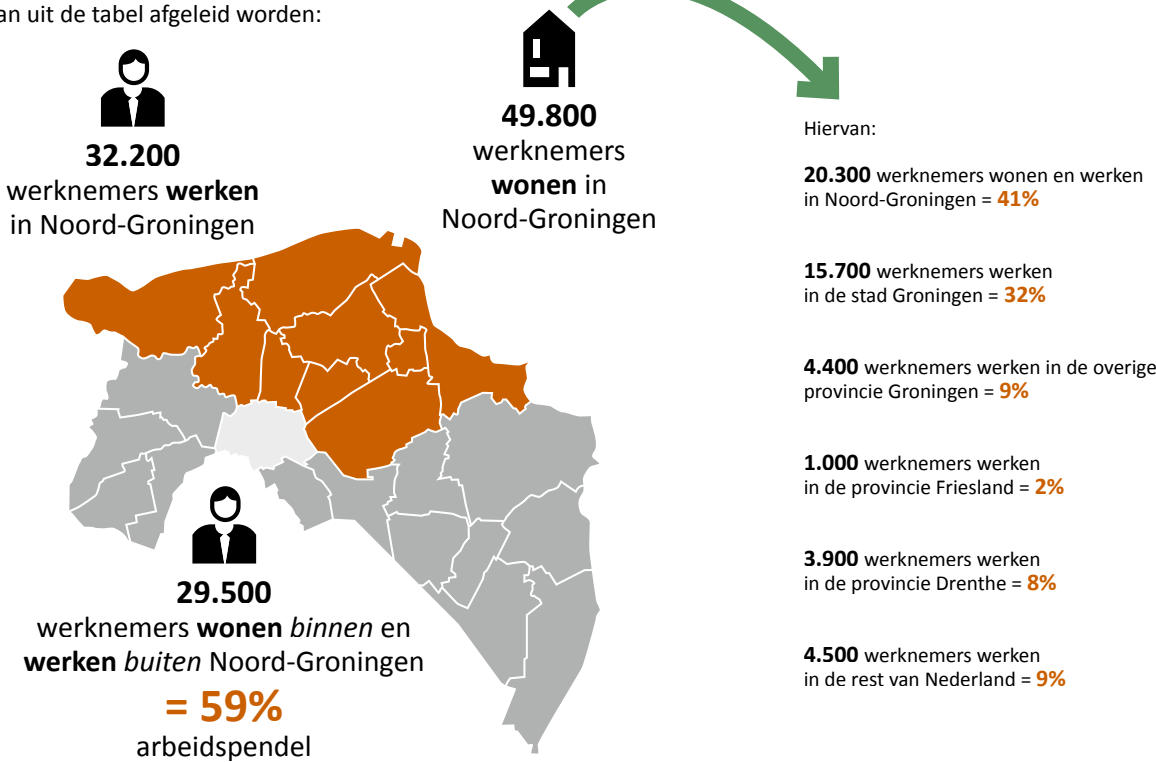 an uit de tabel afgeleid worden:
32.200
werknemers werken
in Noord-Groningen
49.800
werknemers
wonen in
Noord-Groningen
29.500
werknemers wonen binnen en
werken buiten Noord-Groningen
= 59%
arbeidspendel
Hiervan:
20.300 werknemers wonen en werken
in Noord-Groningen = 41%
15.700 werknemers werken
in de stad Groningen = 32%
4.400 werknemers werken in de overige
provincie Groningen = 9%
1.000 werknemers werken
in de provincie Friesland = 2%
3.900 werknemers werken
in de provincie Drenthe = 8%
4.500 werknemers werken
in de rest van Nederland = 9%